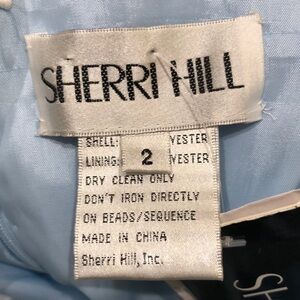 SHERRI HILL
SHELL: YESTER
2
LINING: YESTER
DRY CLEAN ONLY
DON'T IRON DIRECTLY
ON BEADS/SEQUENCE
MADE IN CHINA
Sherri Hill, Inc.
SH